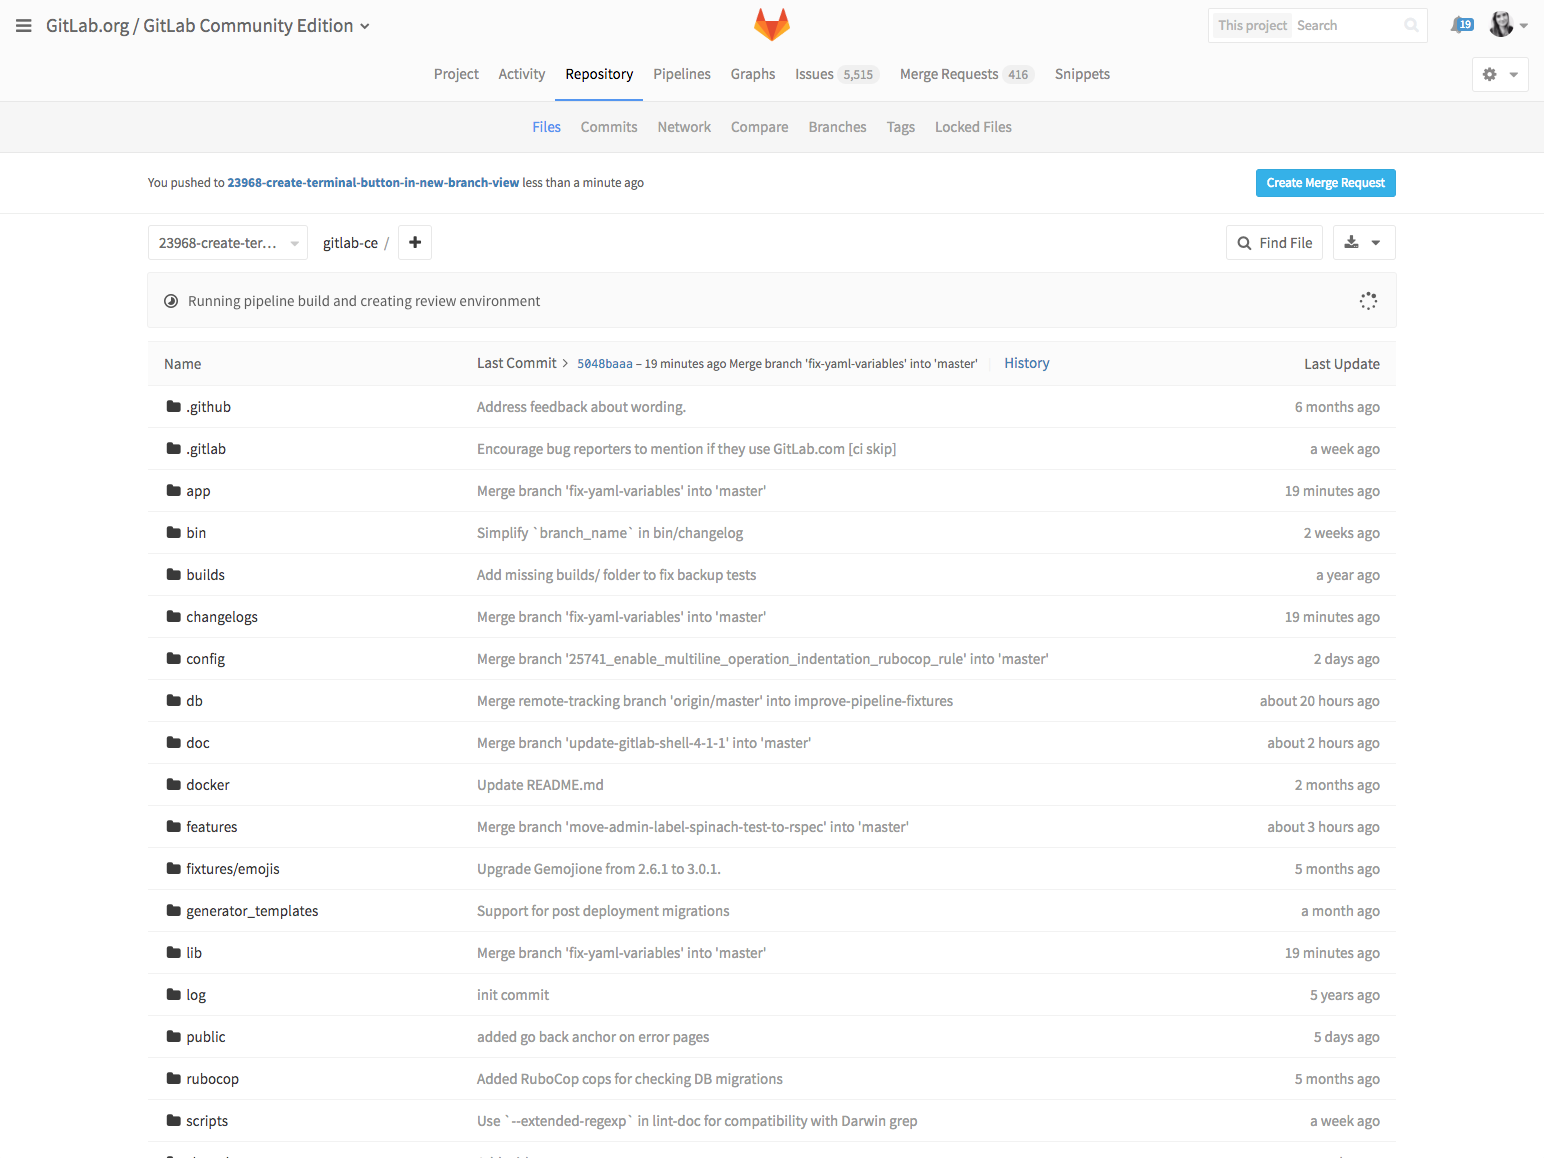 GitLab.org / GitLab Community Edition
This project Search
19
Project Activity Repository Pipelines Graphs Issues 5,515 Merge Requests 416 Snippets
Files Commits Network Compare Branches Tags Locked Files
You pushed to 23968-create-terminal-button-in-new-branch-view less than a minute ago
Create Merge Request
23968-create-ter... gitlab-ce / +
Find File
Running pipeline build and creating review environment
Name Last Commit > 5048baaa – 19 minutes ago Merge branch 'fix-yaml-variables' into 'master' History Last Update
.github Address feedback about wording. 6 months ago
.gitlab Encourage bug reporters to mention if they use GitLab.com [ci skip] a week ago
app Merge branch 'fix-yaml-variables' into 'master' 19 minutes ago
bin Simplify `branch_name` in bin/changelog 2 weeks ago
builds Add missing builds/ folder to fix backup tests a year ago
changelogs Merge branch 'fix-yaml-variables' into 'master' 19 minutes ago
config Merge branch '25741_enable_multiline_operation_indentation_rubocop_rule' into 'master' 2 days ago
db Merge remote-tracking branch 'origin/master' into improve-pipeline-fixtures about 20 hours ago
doc Merge branch 'update-gitlab-shell-4-1-1' into 'master' about 2 hours ago
docker Update README.md 2 months ago
features Merge branch 'move-admin-label-spinach-test-to-rspec' into 'master' about 3 hours ago
fixtures/emojis Upgrade Gemojione from 2.6.1 to 3.0.1. 5 months ago
generator_templates Support for post deployment migrations a month ago
lib Merge branch 'fix-yaml-variables' into 'master' 19 minutes ago
log init commit 5 years ago
public added go back anchor on error pages 5 days ago
rubocop Added RuboCop cops for checking DB migrations 5 months ago
scripts Use `--extended-regexp` in lint-doc for compatibility with Darwin grep a week ago